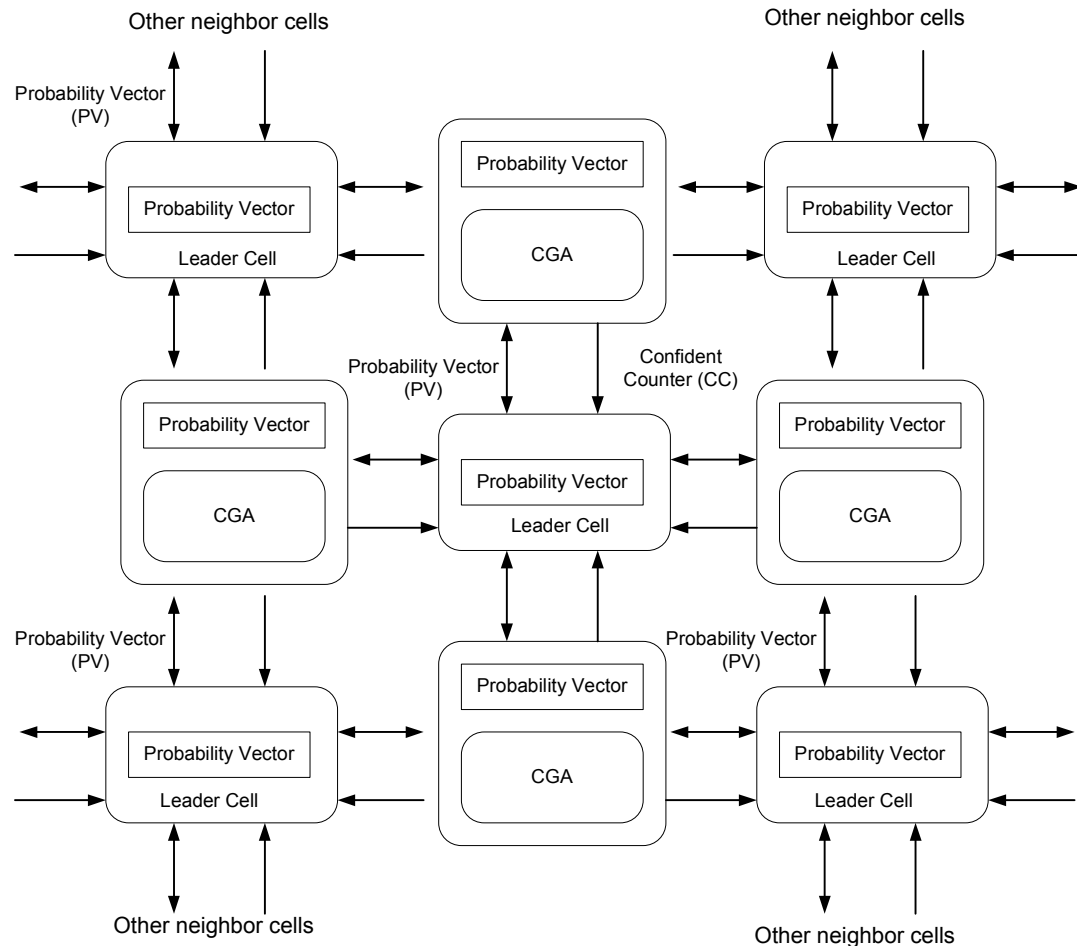 Other neighbor cells
Other neighbor cells
Probability Vector
(PV)
Probability Vector
Leader Cell
Probability Vector
CGA
Probability Vector
Leader Cell
Probability Vector
(PV)
Confident
Counter (CC)
Probability Vector
CGA
Probability Vector
Leader Cell
Probability Vector
CGA
Probability Vector
(PV)
Probability Vector
(PV)
Probability Vector
Leader Cell
Probability Vector
CGA
Probability Vector
Leader Cell
Other neighbor cells
Other neighbor cells